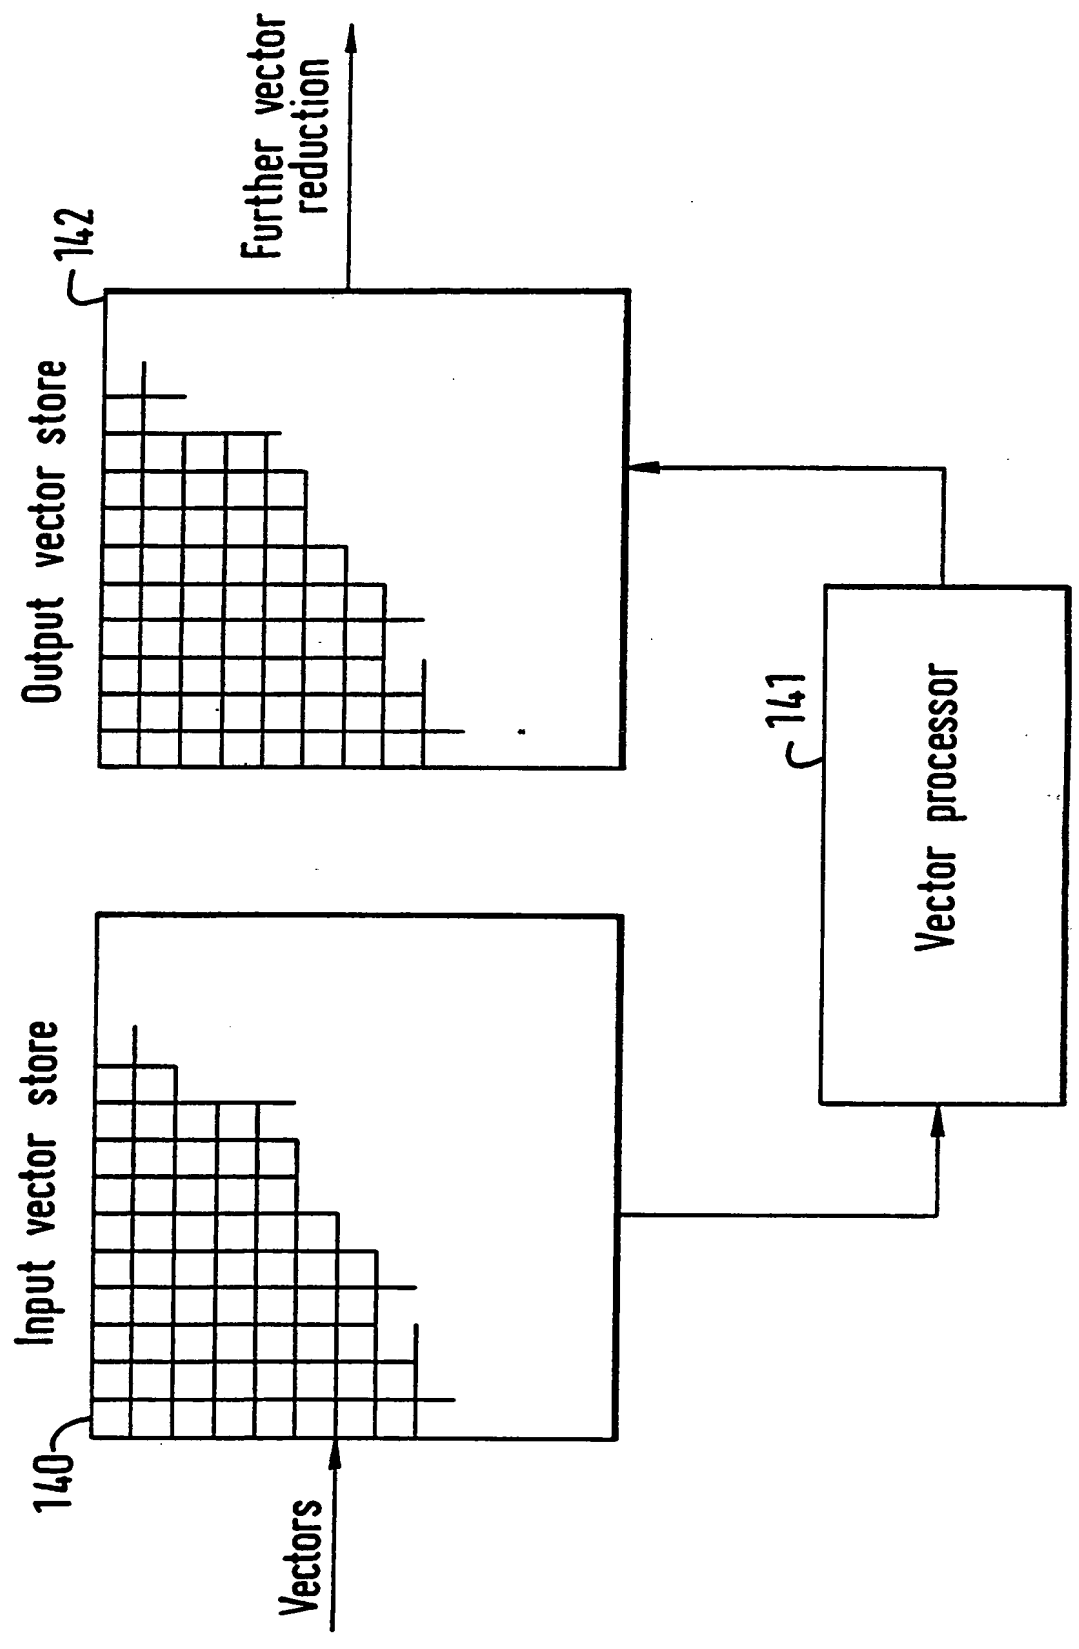 Input vector store
Output vector store
140
142
Vectors
Further vector
reduction
141
Vector processor